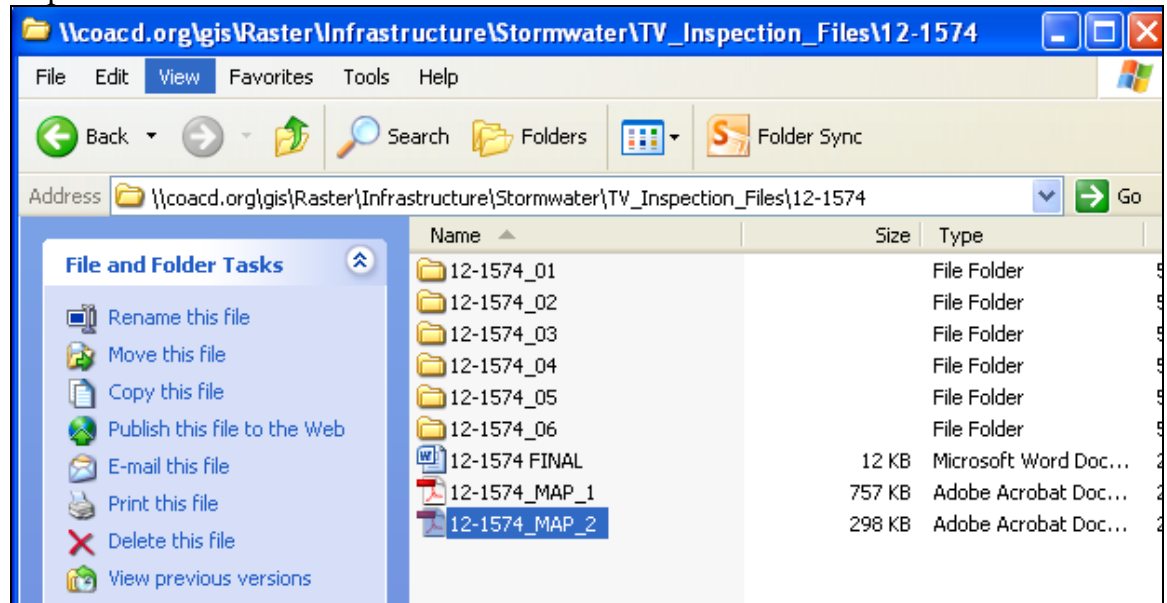 \\coacd.org\gis\Raster\Infrastructure\Stormwater\TV_Inspection_Files\12-1574
File Edit View Favorites Tools Help
Back Search Folders Folder Sync
Address \\coacd.org\gis\Raster\Infrastructure\Stormwater\TV_Inspection_Files\12-1574 Go
Name Size Type
File and Folder Tasks
Rename this file
Move this file
Copy this file
Publish this file to the Web
E-mail this file
Print this file
Delete this file
View previous versions
12-1574_01 File Folder
12-1574_02 File Folder
12-1574_03 File Folder
12-1574_04 File Folder
12-1574_05 File Folder
12-1574_06 File Folder
12-1574 FINAL 12 KB Microsoft Word Doc...
12-1574_MAP_1 757 KB Adobe Acrobat Doc...
12-1574_MAP_2 298 KB Adobe Acrobat Doc...